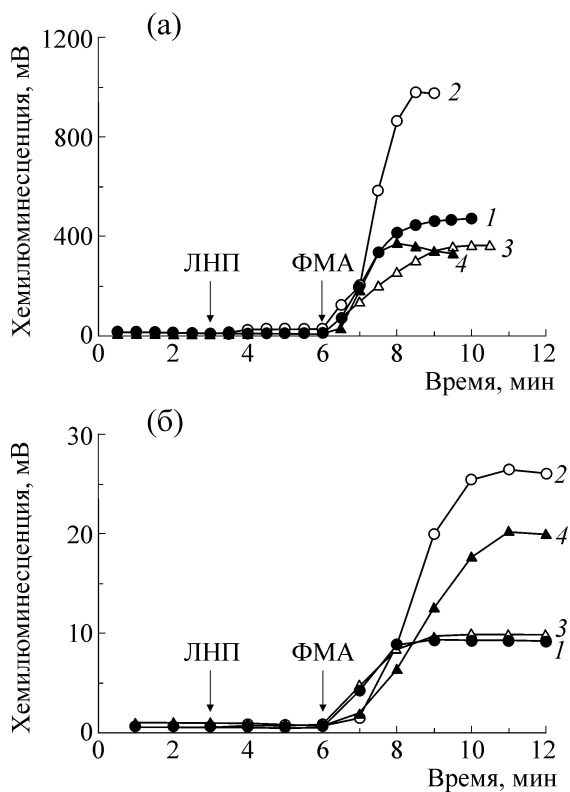 (а)
Хемилюминесценция, мВ
1200
800
400
0
ЛНП
ФМА
2
1
3
4
0 2 4 6 8 10 12
Время, мин
(б)
Хемилюминесценция, мВ
30
20
10
0
ЛНП
ФМА
2
4
3
1
0 2 4 6 8 10 12
Время, мин